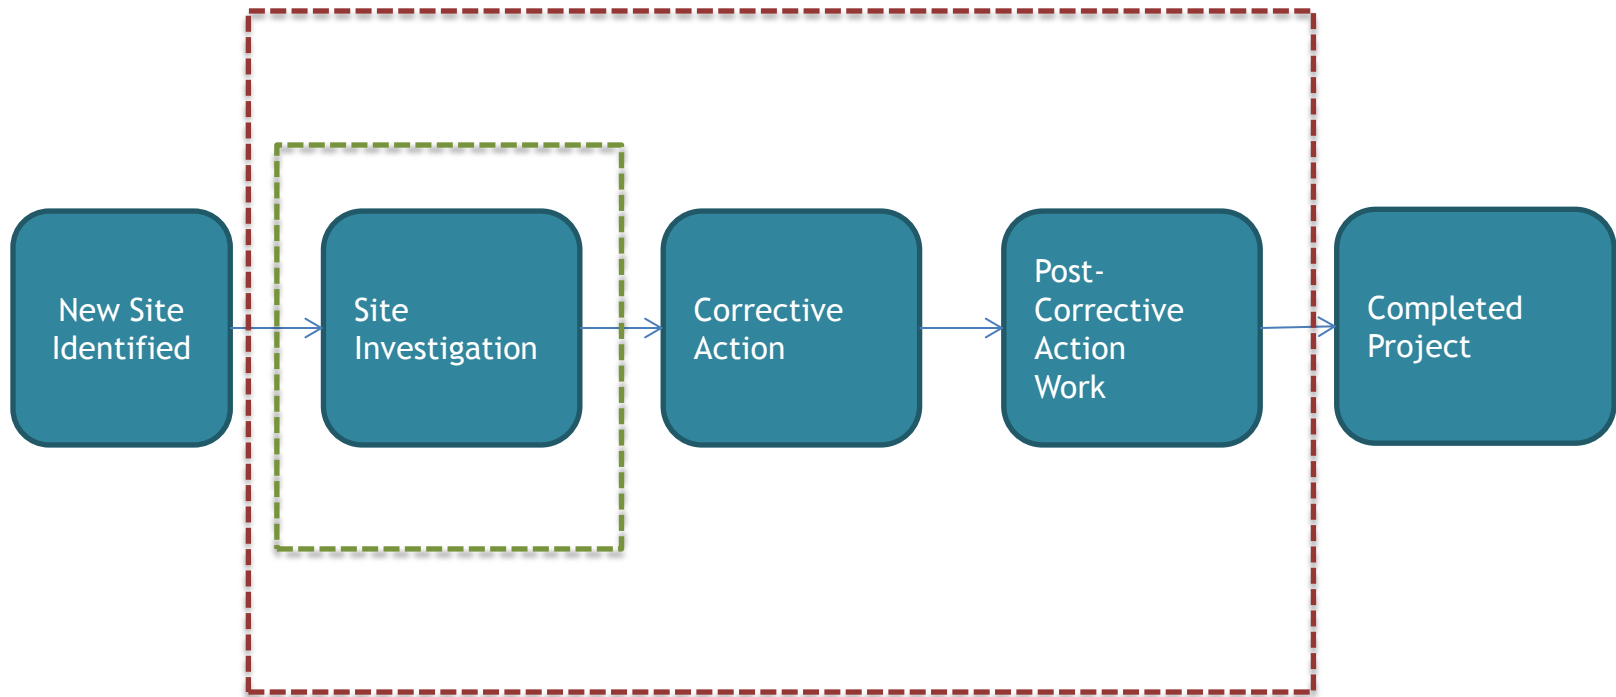 New Site
Identified
Site
Investigation
Corrective
Action
Post-
Corrective
Action
Work
Completed
Project